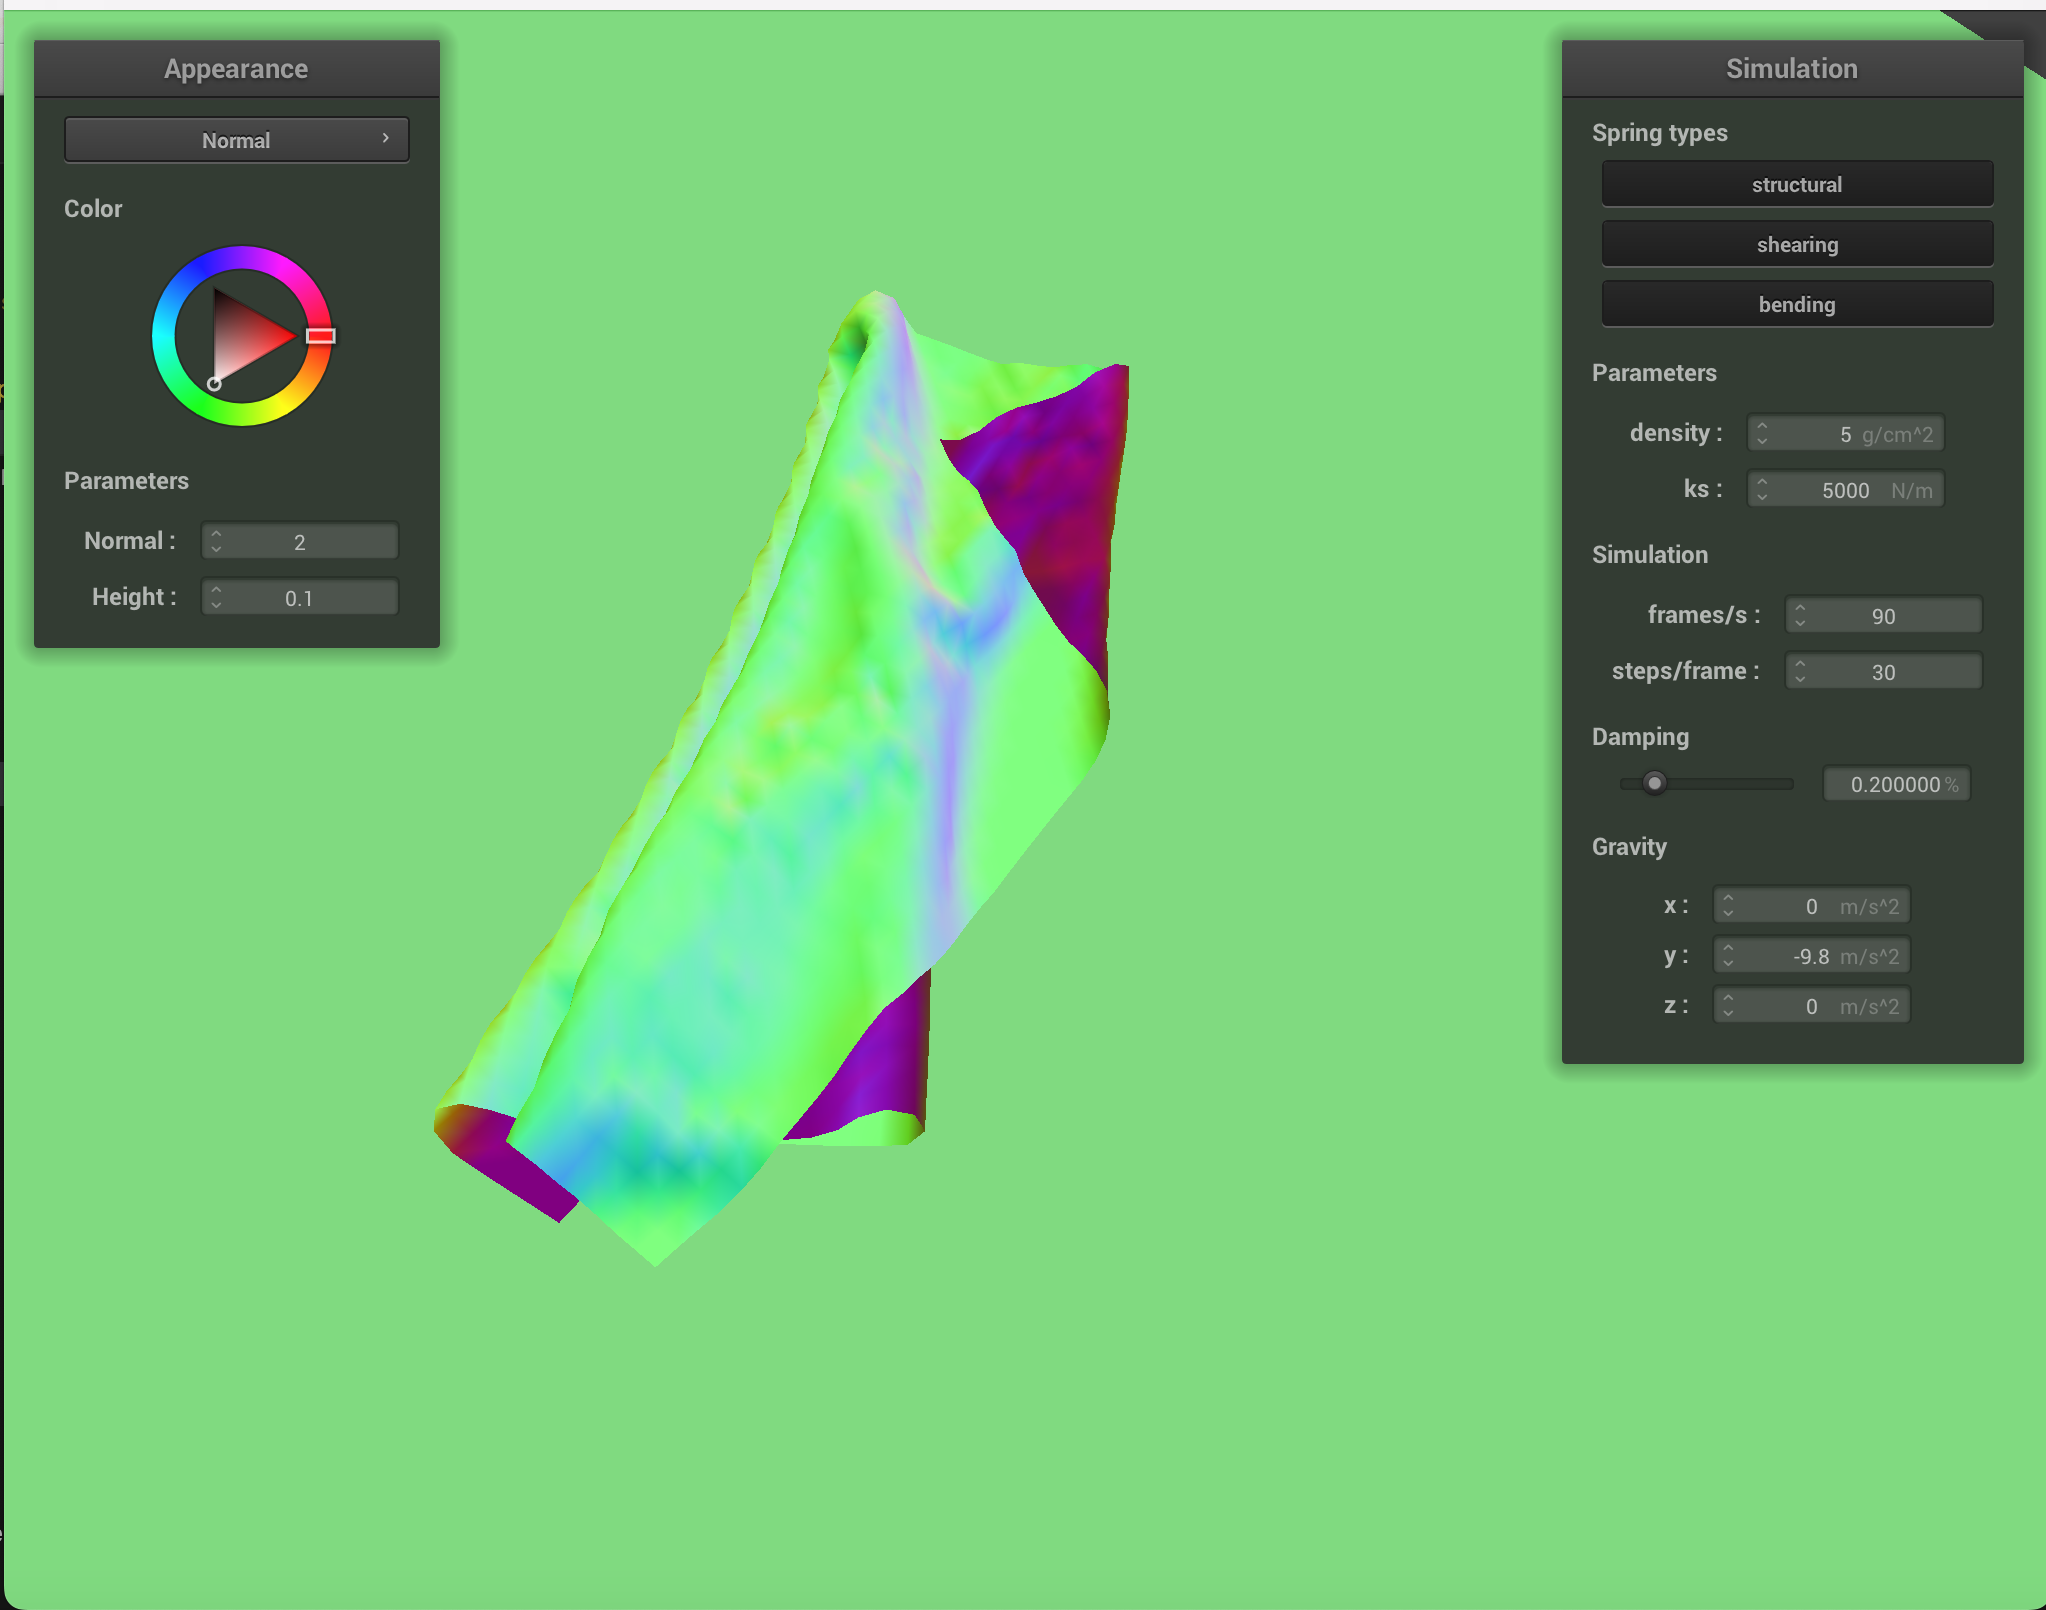 Appearance
Normal
Color
Parameters
Normal : 2
Height : 0.1
Simulation
Spring types
structural
shearing
bending
Parameters
density : 5 g/cm^2
ks : 5000 N/m
Simulation
frames/s : 90
steps/frame : 30
Damping
0.200000 %
Gravity
x : 0 m/s^2
y : -9.8 m/s^2
z : 0 m/s^2